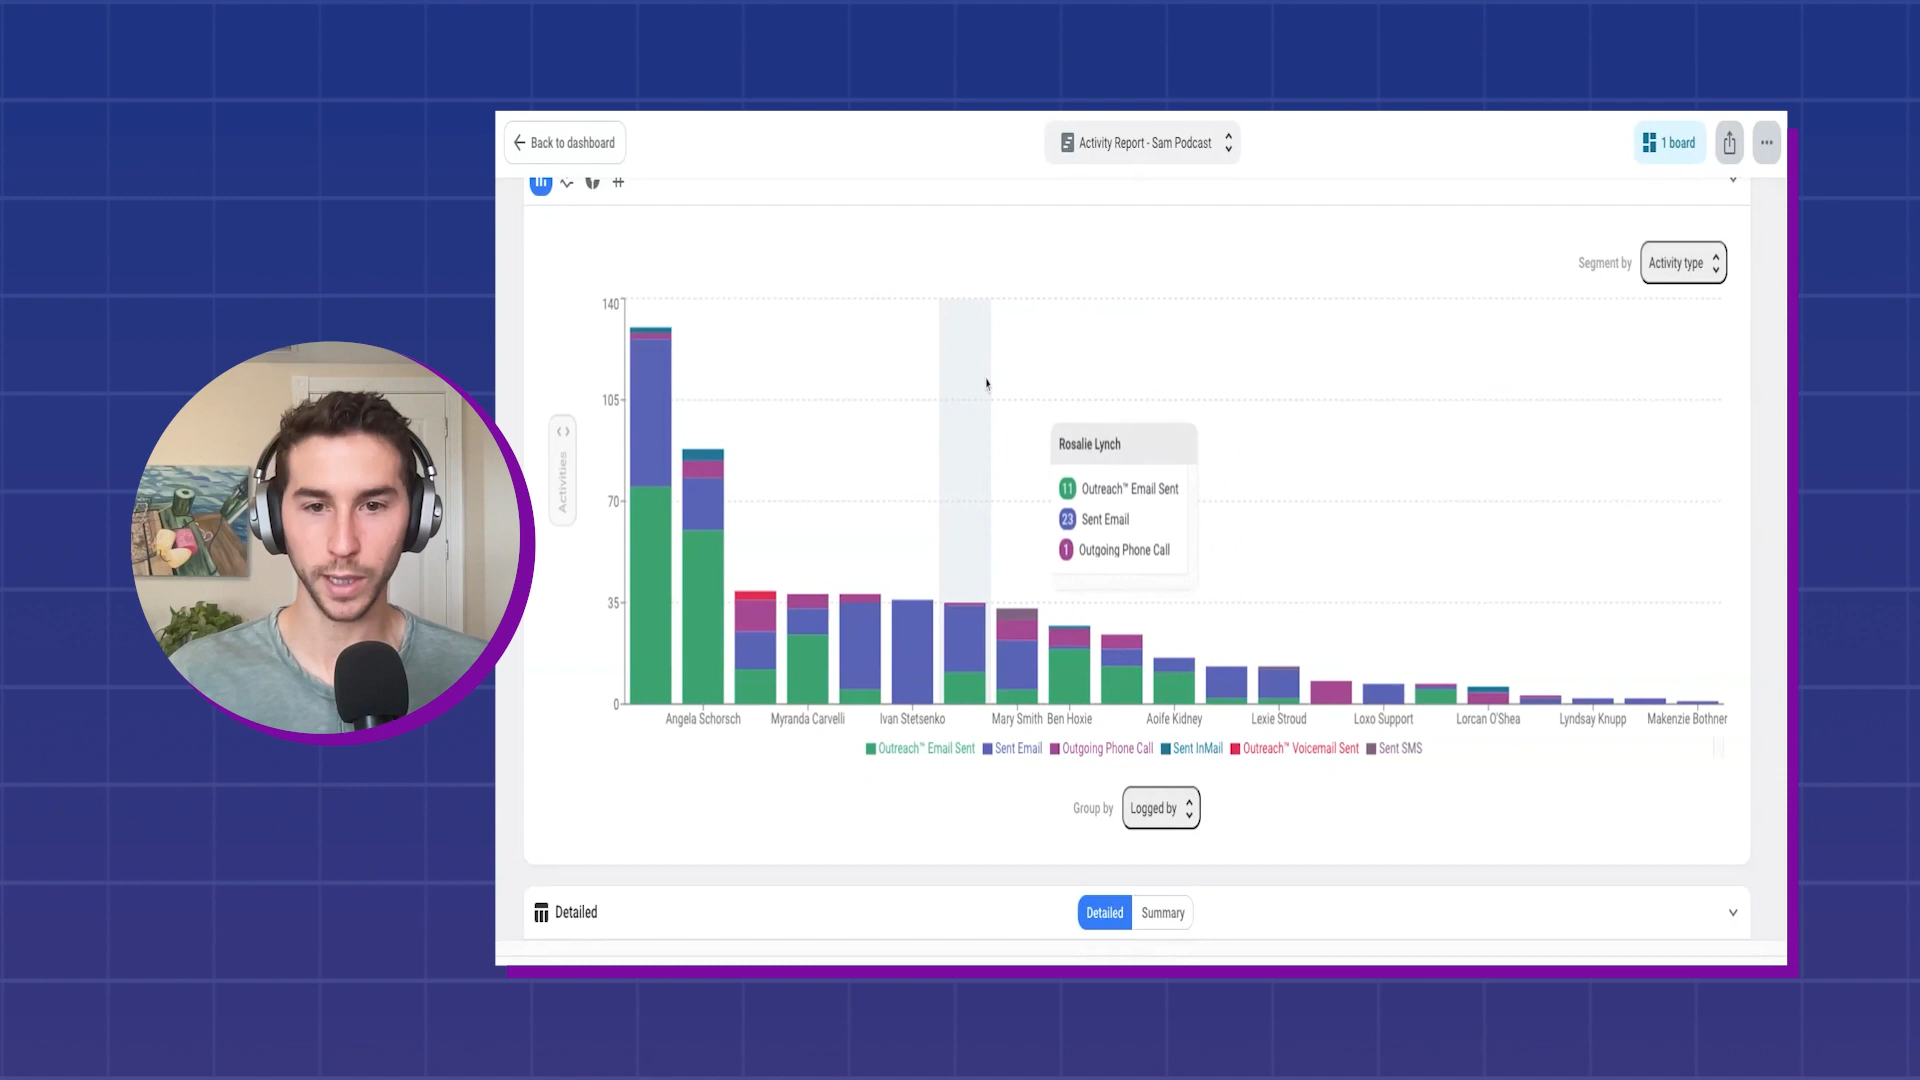 Back to dashboard
Activity Report - Sam Podcast
1 board
Segment by
Activity type
140
105
70
35
0
Activities
Rosalie Lynch
11 Outreach™ Email Sent
23 Sent Email
1 Outgoing Phone Call
Angela Schorsch
Myranda Carvelli
Ivan Stetsenko
Mary Smith
Ben Hoxie
Aoife Kidney
Lexie Stroud
Loxo Support
Lorcan O'Shea
Lyndsay Knupp
Makenzie Bothner
Outreach™ Email Sent
Sent Email
Outgoing Phone Call
Sent InMail
Outreach™ Voicemail Sent
Sent SMS
Group by
Logged by
Detailed
Detailed
Summary